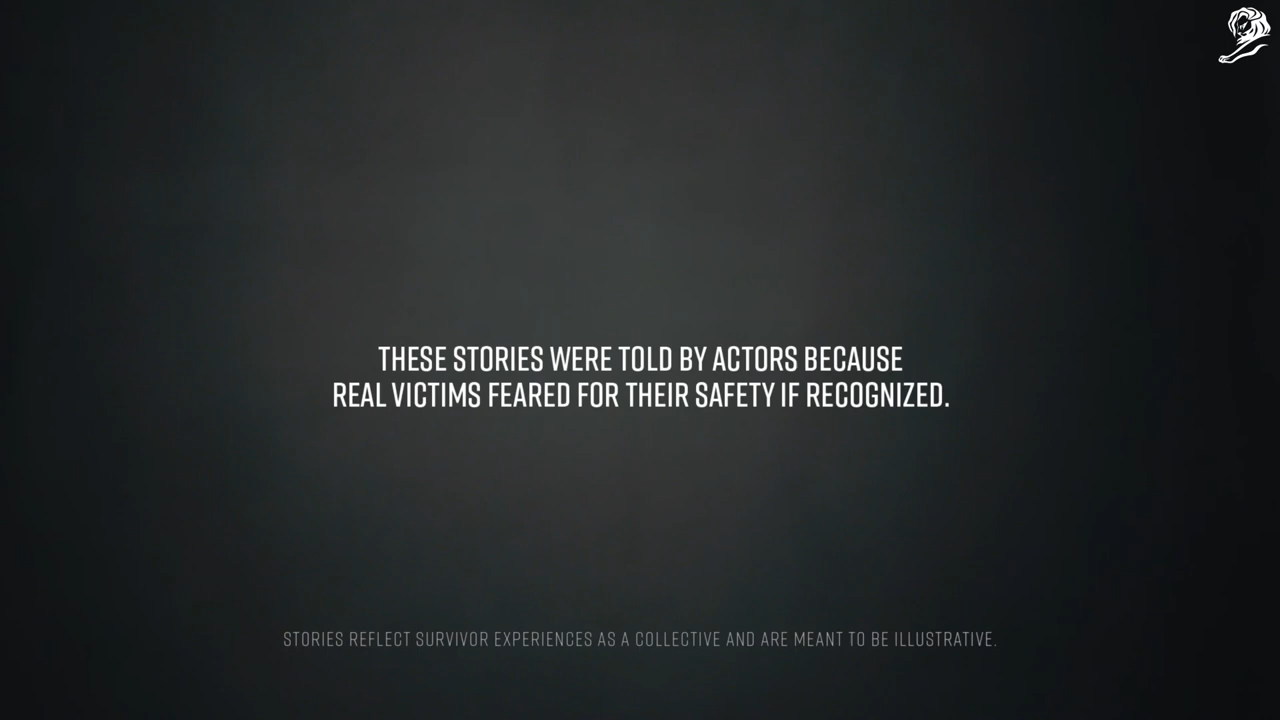 THESE STORIES WERE TOLD BY ACTORS BECAUSE
REAL VICTIMS FEARED FOR THEIR SAFETY IF RECOGNIZED.
STORIES REFLECT SURVIVOR EXPERIENCES AS A COLLECTIVE AND ARE MEANT TO BE ILLUSTRATIVE.